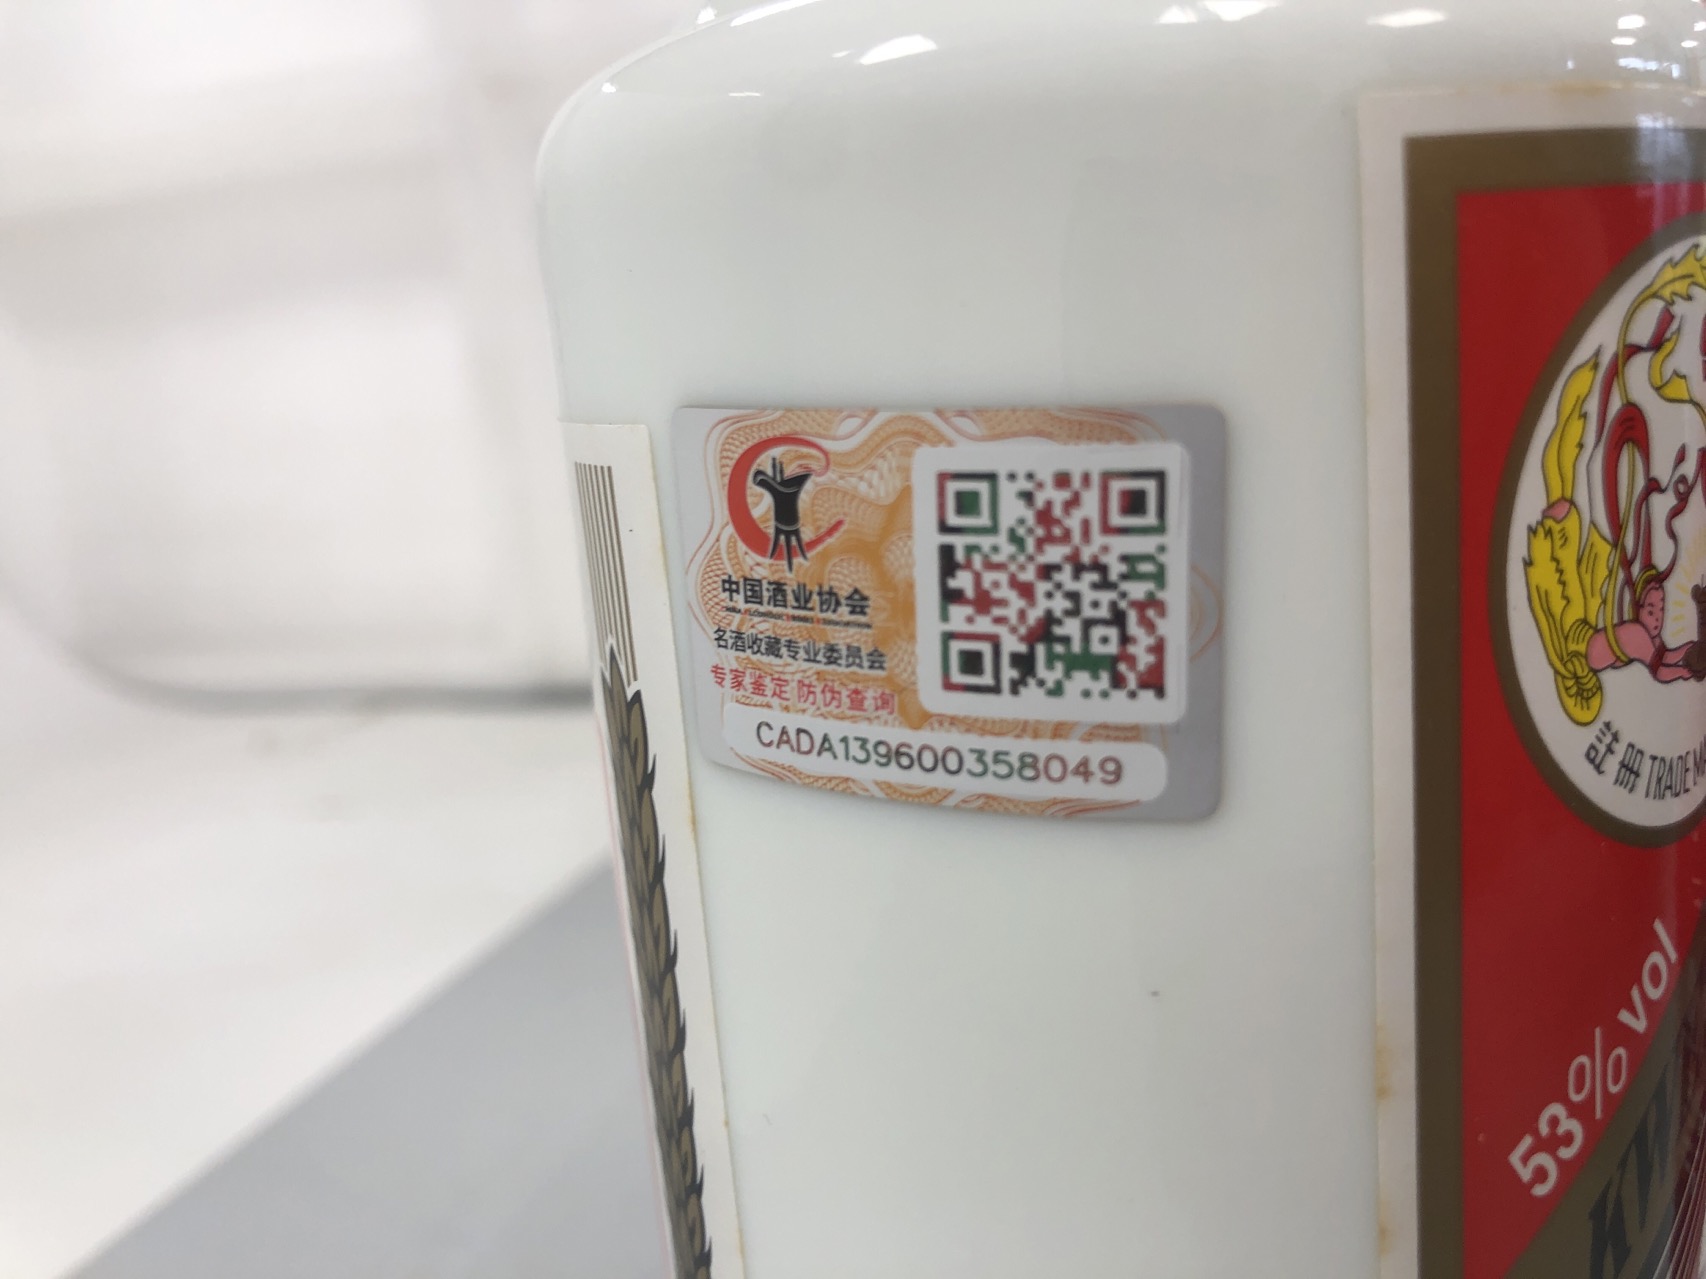 中国酒业协会
名酒收藏专业委员会
专家鉴定 防伪查询
CADA139600358049
註册 TRADE MA
53% vol
KW